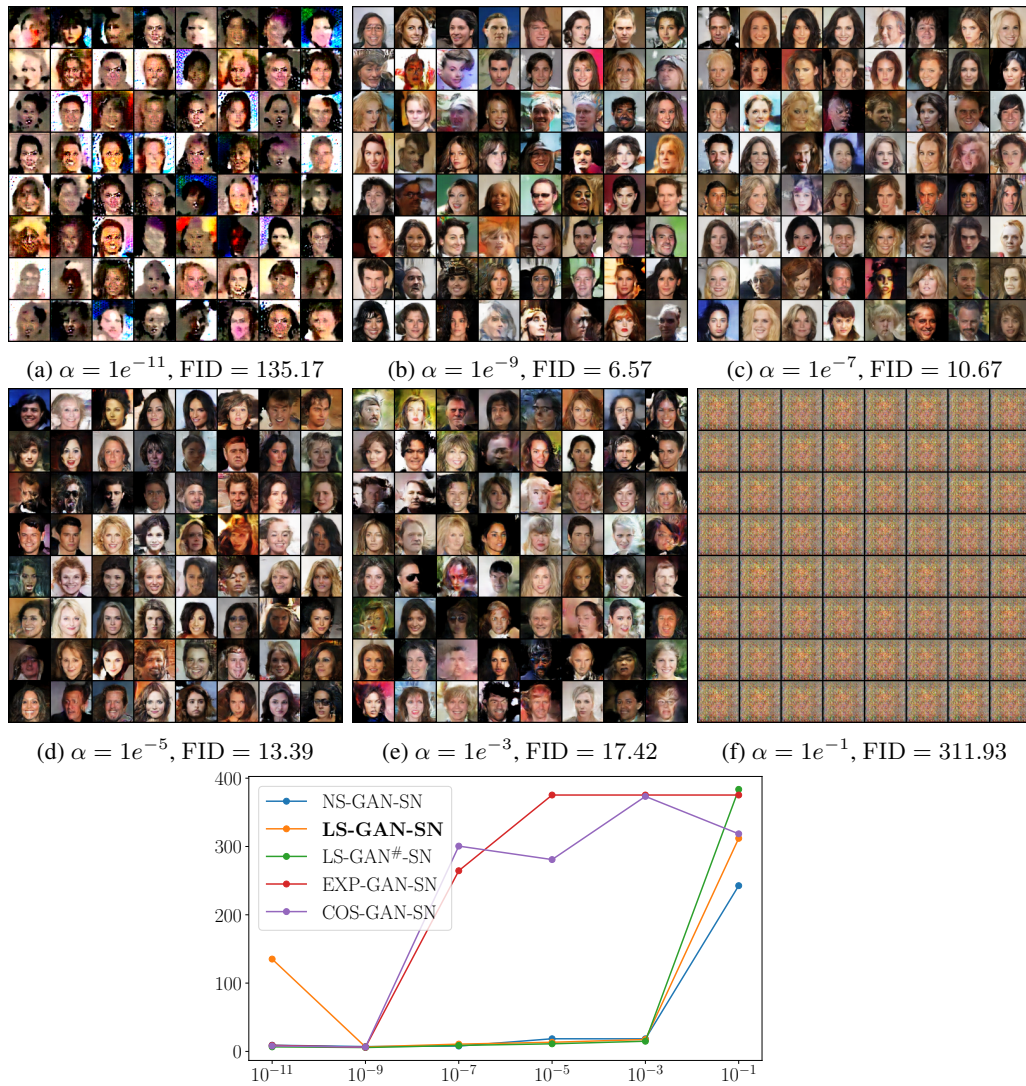 (a) α = 1e⁻¹¹, FID = 135.17
(b) α = 1e⁻⁹, FID = 6.57
(c) α = 1e⁻⁷, FID = 10.67
(d) α = 1e⁻⁵, FID = 13.39
(e) α = 1e⁻³, FID = 17.42
(f) α = 1e⁻¹, FID = 311.93
400
300
200
100
0
NS-GAN-SN
LS-GAN-SN
LS-GAN#-SN
EXP-GAN-SN
COS-GAN-SN
10⁻¹¹ 10⁻⁹ 10⁻⁷ 10⁻⁵ 10⁻³ 10⁻¹